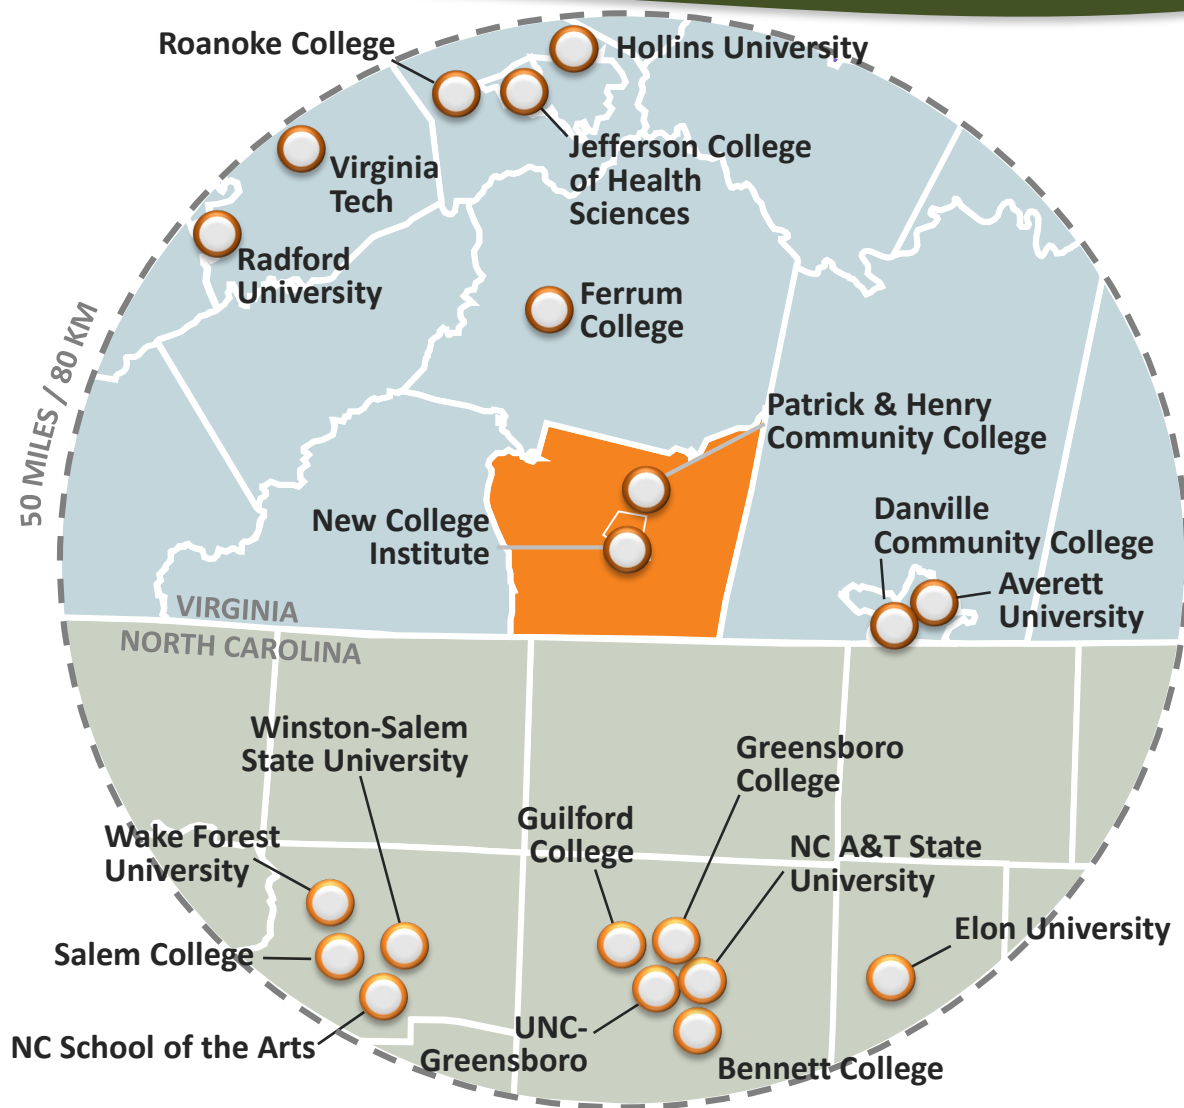 Roanoke College
Hollins University
Jefferson College
of Health
Sciences
Virginia
Tech
Radford
University
Ferrum
College
50 MILES / 80 KM
Patrick & Henry
Community College
New College
Institute
Danville
Community College
Averett
University
VIRGINIA
NORTH CAROLINA
Winston-Salem
State University
Greensboro
College
Guilford
College
Wake Forest
University
NC A&T State
University
Elon University
Salem College
NC School of the Arts
UNC-
Greensboro
Bennett College